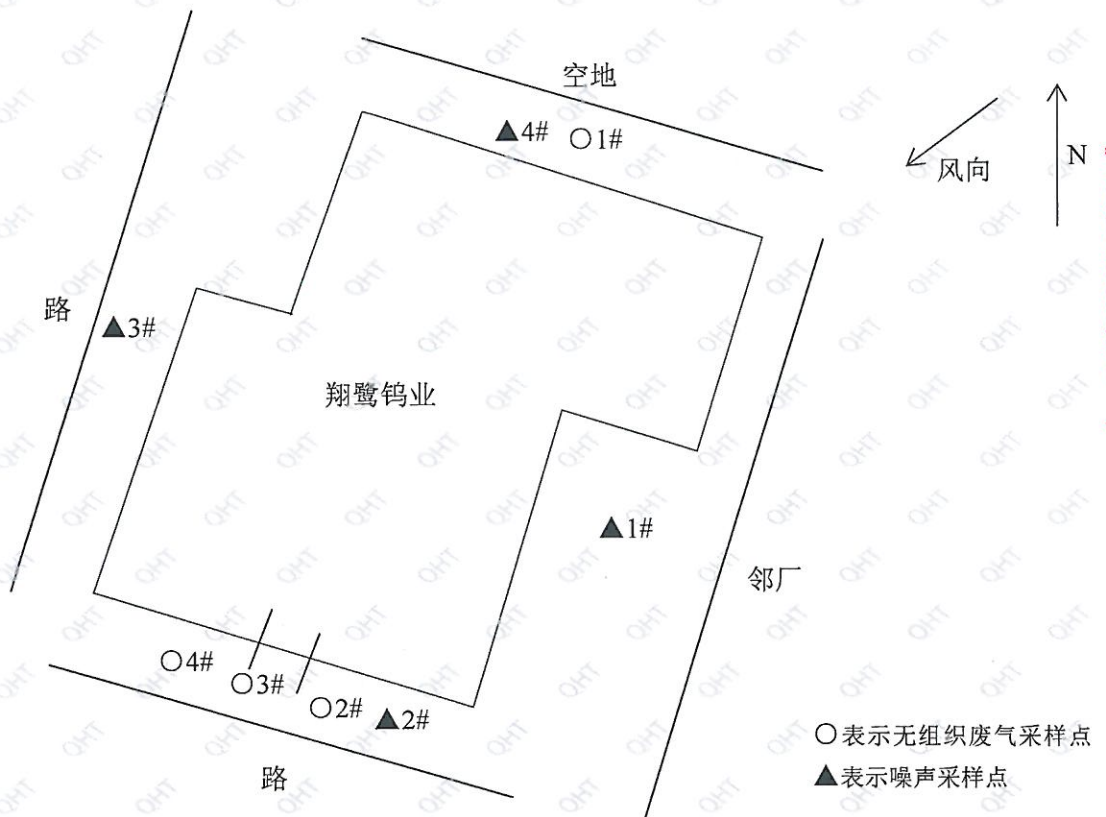 空地
▲4# ○1#
风向
N
路
▲3#
翔鹭钨业
▲1#
邻厂
○4#
○3#
○2# ▲2#
路
○表示无组织废气采样点
▲表示噪声采样点
QHT